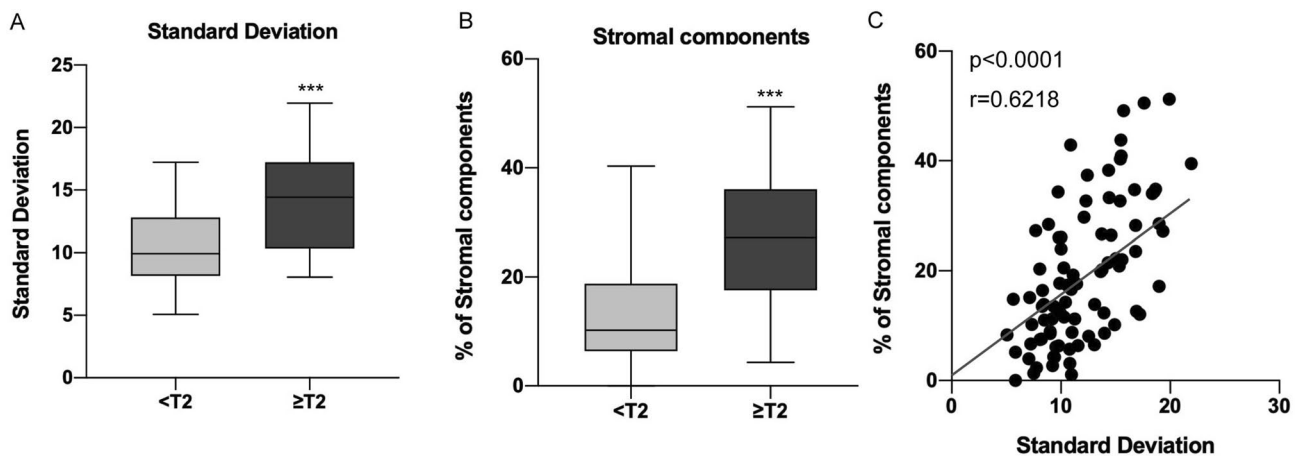 A
Standard Deviation
Standard Deviation
25
20
15
10
5
0
***
<T2
≥T2
B
Stromal components
% of Stromal components
60
40
20
0
***
<T2
≥T2
C
% of Stromal components
60
40
20
0
p<0.0001
r=0.6218
0
10
20
30
Standard Deviation